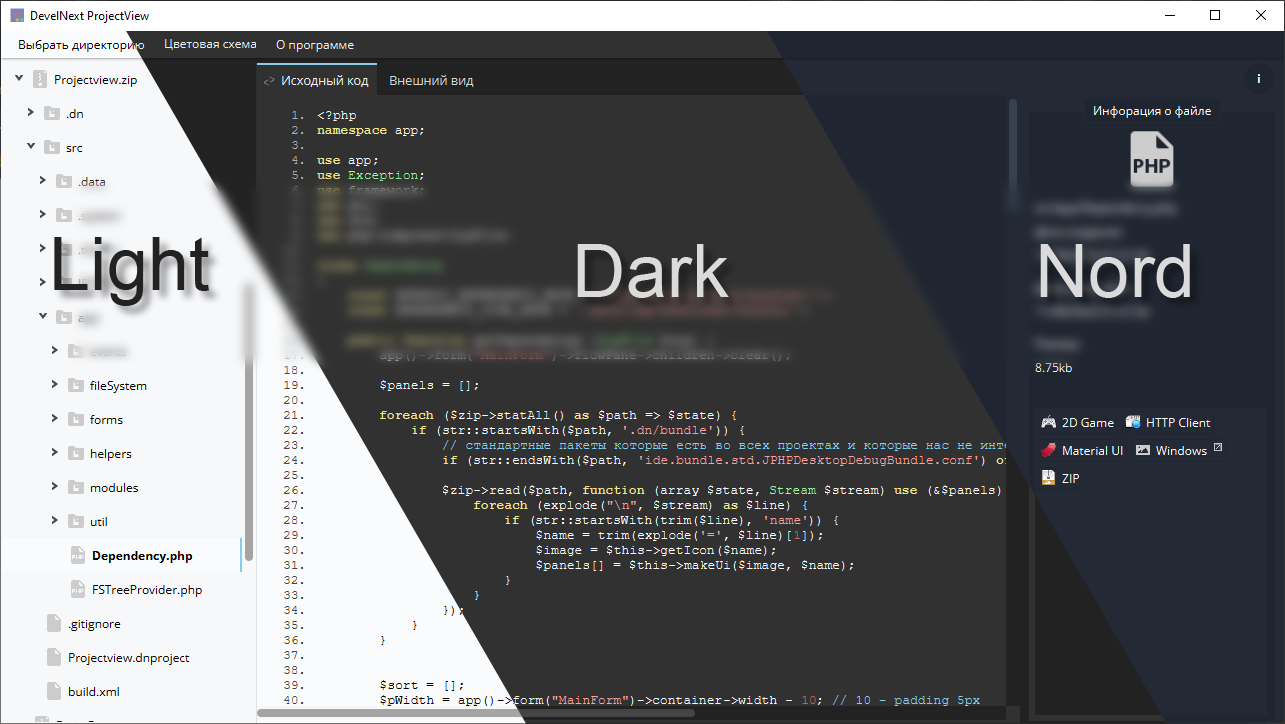 DevelNext ProjectView
Выбрать директорию Цветовая схема О программе
Projectview.zip
.dn
src
.data
fileSystem
forms
helpers
modules
util
Dependency.php
FSTreeProvider.php
.gitignore
Projectview.dnproject
build.xml
Light
Dark
Nord
<> Исходный код Внешний вид
1. <?php
2. namespace app;
3.
4. use app;
5. use Exception;
6. use framework;
17. app()->form("MainForm")->flowPane->children->clear();
18.
19. $panels = [];
20.
21. foreach ($zip->statAll() as $path => $state) {
22. if (str::startsWith($path, '.dn/bundle')) {
23. // стандартные пакеты которые есть во всех проектах и которые нас не инте
24. if (str::endsWith($path, 'ide.bundle.std.JPHPDesktopDebugBundle.conf') or
25.
26. $zip->read($path, function (array $state, Stream $stream) use (&$panels)
27. foreach (explode("\n", $stream) as $line) {
28. if (str::startsWith(trim($line), 'name')) {
29. $name = trim(explode('=', $line)[1]);
30. $image = $this->getIcon($name);
31. $panels[] = $this->makeUi($image, $name);
32. }
33. }
34. });
35. }
36. }
37.
38.
39. $sort = [];
40. $pWidth = app()->form("MainForm")->container->width - 10; // 10 - padding 5px
i
Инфорация о файле
PHP
8.75kb
2D Game HTTP Client
Material UI Windows
ZIP